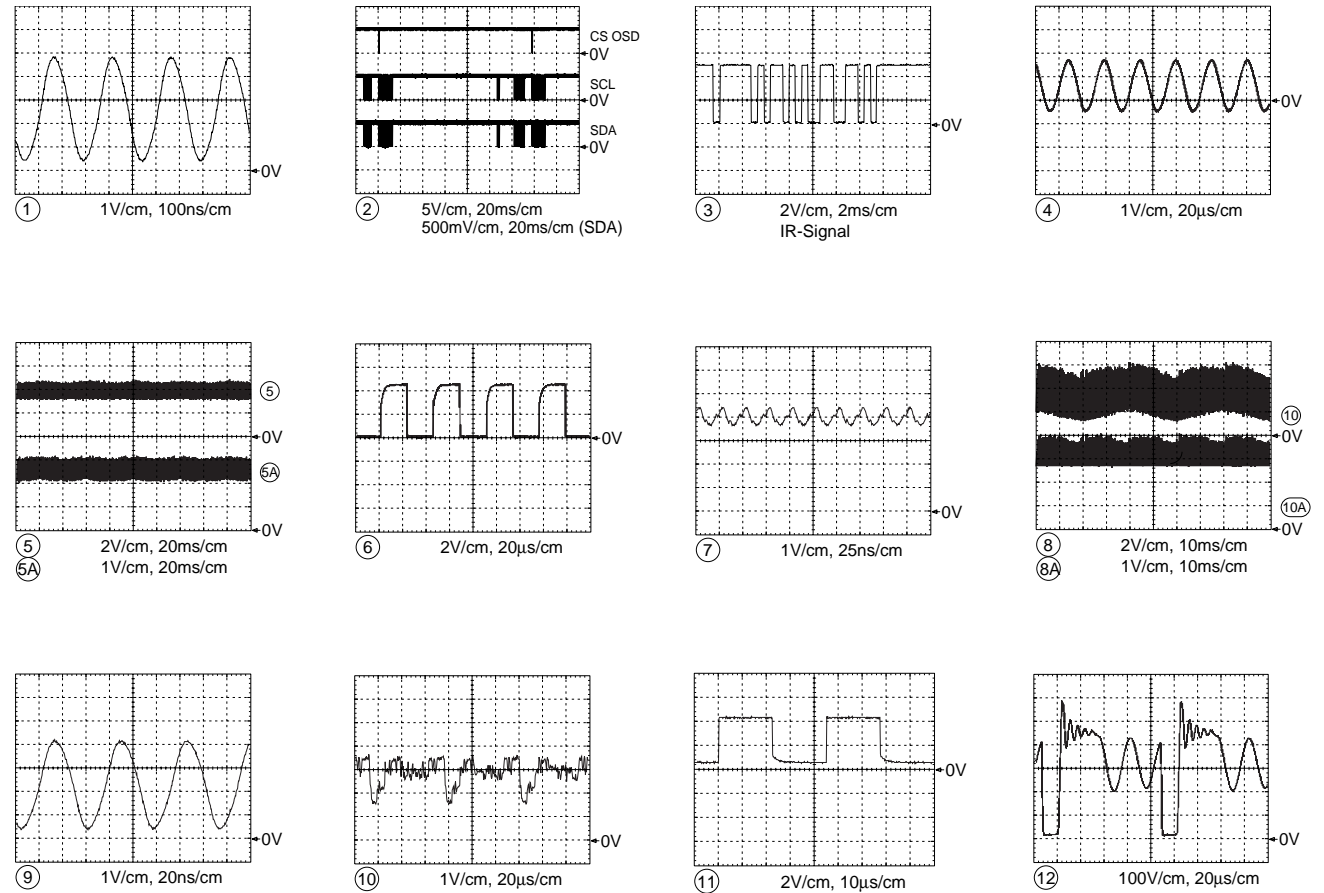 0V
1 1V/cm, 100ns/cm
CS OSD
0V
SCL
0V
SDA
0V
2 5V/cm, 20ms/cm
500mV/cm, 20ms/cm (SDA)
0V
3 2V/cm, 2ms/cm
IR-Signal
0V
4 1V/cm, 20µs/cm
5
0V
5A
0V
5 2V/cm, 20ms/cm
5A 1V/cm, 20ms/cm
0V
6 2V/cm, 20µs/cm
0V
7 1V/cm, 25ns/cm
10
0V
10A
0V
8 2V/cm, 10ms/cm
8A 1V/cm, 10ms/cm
0V
9 1V/cm, 20ns/cm
0V
10 1V/cm, 20µs/cm
0V
11 2V/cm, 10µs/cm
0V
12 100V/cm, 20µs/cm